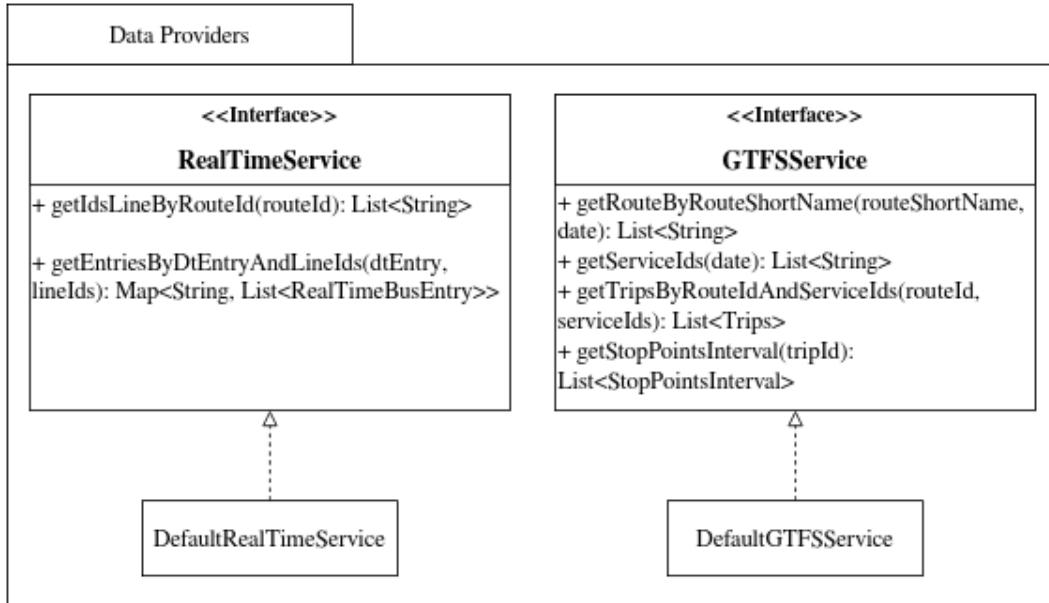 Data Providers
<<Interface>>
RealTimeService
+ getIdsLineByRouteId(routeId): List<String>
+ getEntriesByDtEntryAndLineIds(dtEntry,
lineIds): Map<String, List<RealTimeBusEntry>>
DefaultRealTimeService
<<Interface>>
GTFSService
+ getRouteByRouteShortName(routeShortName,
date): List<String>
+ getServiceIds(date): List<String>
+ getTripsByRouteIdAndServiceIds(routeId,
serviceIds): List<Trips>
+ getStopPointsInterval(tripId):
List<StopPointsInterval>
DefaultGTFSService